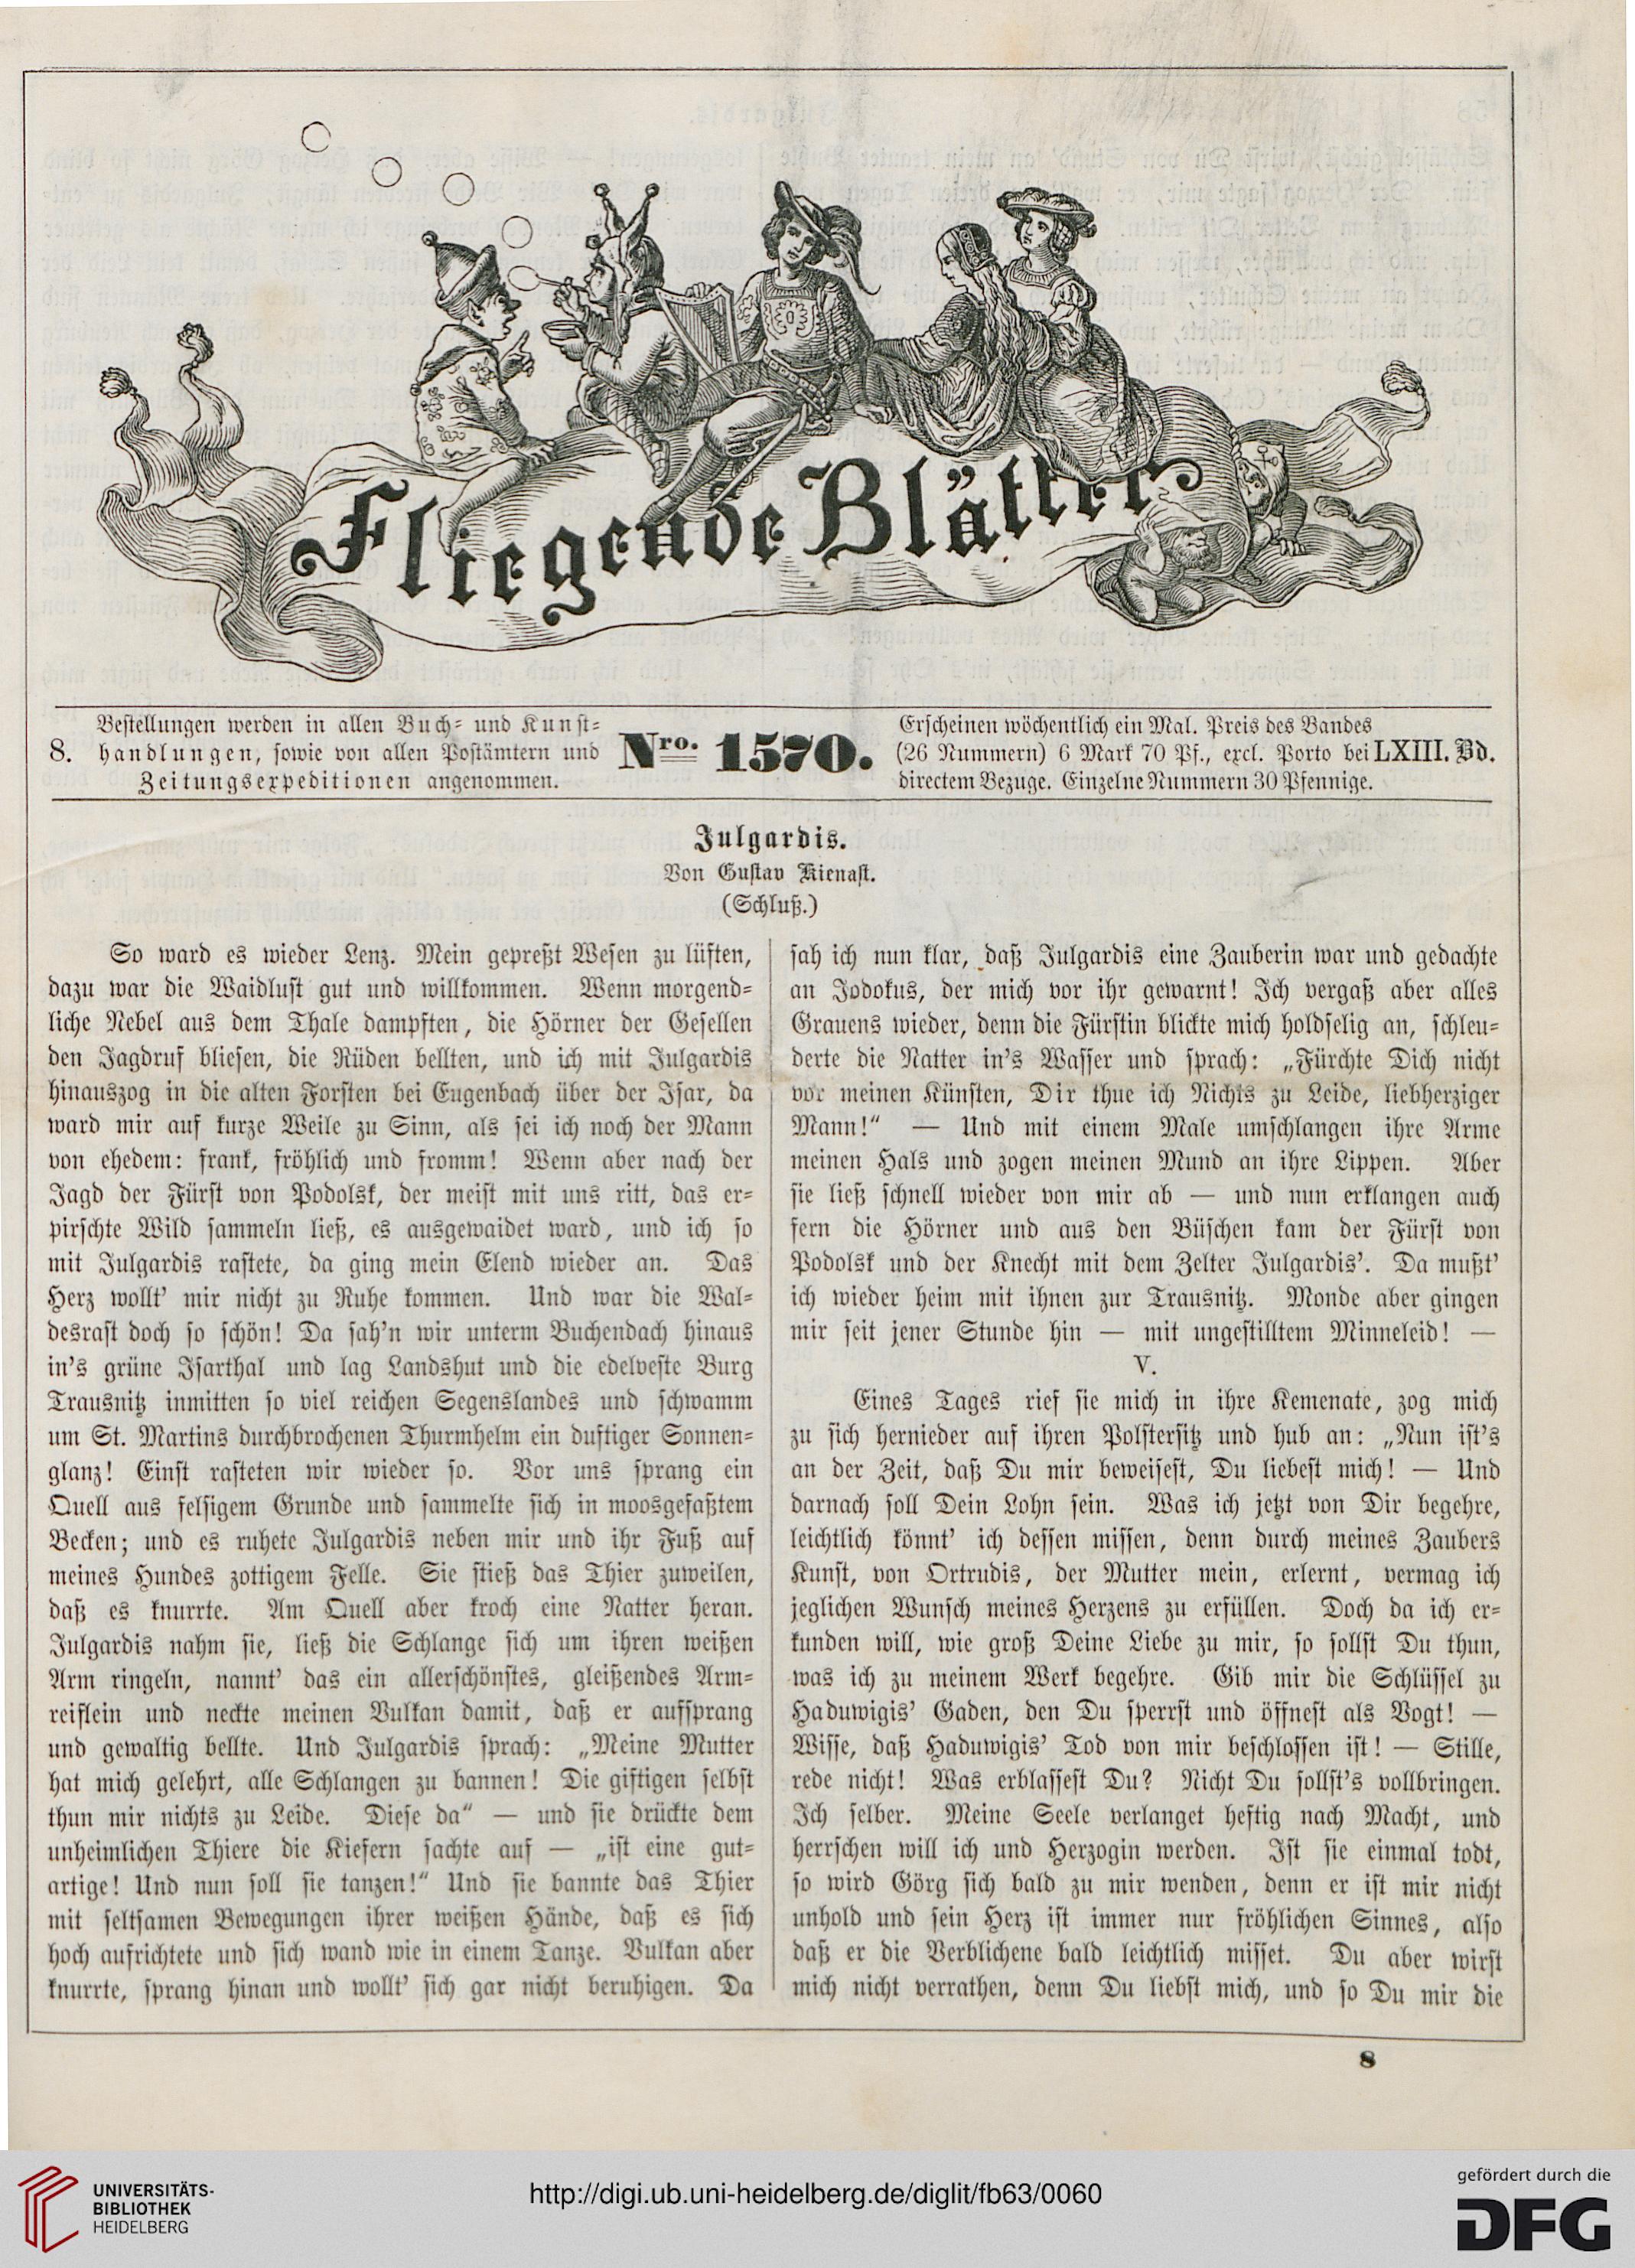 Fliegende Blätter
Bestellungen werden in allen Buch- und Kunst-
8. handlungen, sowie von allen Postämtern und
Zeitungsexpeditionen angenommen.
Nro. 1570.
Erscheinen wöchentlich ein Mal. Preis des Bandes
(26 Nummern) 6 Mark 70 Pf., excl. Porto bei LXIII. Bd.
directem Bezuge. Einzelne Nummern 30 Pfennige.
Julgardis.
Von Gustav Kienast.
(Schluß.)
So ward es wieder Lenz. Mein gepreßt Wesen zu lüften,
dazu war die Waidlust gut und willkommen. Wenn morgend-
liche Nebel aus dem Thale dampften, die Hörner der Gesellen
den Jagdruf bliesen, die Rüden bellten, und ich mit Julgardis
hinauszog in die alten Forsten bei Eugenbach über der Isar, da
ward mir auf kurze Weile zu Sinn, als sei ich noch der Mann
von ehedem: frank, fröhlich und fromm! Wenn aber nach der
Jagd der Fürst von Podolsk, der meist mit uns ritt, das er-
pirschte Wild sammeln ließ, es ausgewaidet ward, und ich so
mit Julgardis rastete, da ging mein Elend wieder an. Das
Herz wollt' mir nicht zu Ruhe kommen. Und war die Wal-
desrast doch so schön! Da sah'n wir unterm Buchendach hinaus
in's grüne Isarthal und lag Landshut und die edelveste Burg
Trausnitz inmitten so viel reichen Segenslandes und schwamm
um St. Martins durchbrochenen Thurmhelm ein duftiger Sonnen-
glanz! Einst rasteten wir wieder so. Vor uns sprang ein
Quell aus felsigem Grunde und sammelte sich in moosgefaßtem
Becken; und es ruhete Julgardis neben mir und ihr Fuß auf
meines Hundes zottigem Felle. Sie stieß das Thier zuweilen,
daß es knurrte. Am Quell aber kroch eine Natter heran.
Julgardis nahm sie, ließ die Schlange sich um ihren weißen
Arm ringeln, nannt' das ein allerschönstes, gleißendes Arm-
reiflein und neckte meinen Vulkan damit, daß er aufsprang
und gewaltig bellte. Und Julgardis sprach: „Meine Mutter
hat mich gelehrt, alle Schlangen zu bannen! Die giftigen selbst
thun mir nichts zu Leide. Diese da“ — und sie drückte dem
unheimlichen Thiere die Kiefern sachte auf — „ist eine gut-
artige! Und nun soll sie tanzen!“ Und sie bannte das Thier
mit seltsamen Bewegungen ihrer weißen Hände, daß es sich
hoch aufrichtete und sich wand wie in einem Tanze. Vulkan aber
knurrte, sprang hinan und wollt' sich gar nicht beruhigen. Da
sah ich nun klar, daß Julgardis eine Zauberin war und gedachte
an Jodokus, der mich vor ihr gewarnt! Ich vergaß aber alles
Grauens wieder, denn die Fürstin blickte mich holdselig an, schleu-
derte die Natter in's Wasser und sprach: „Fürchte Dich nicht
vor meinen Künsten, Dir thue ich Nichts zu Leide, liebherziger
Mann!“ — Und mit einem Male umschlangen ihre Arme
meinen Hals und zogen meinen Mund an ihre Lippen. Aber
sie ließ schnell wieder von mir ab — und nun erklangen auch
fern die Hörner und aus den Büschen kam der Fürst von
Podolsk und der Knecht mit dem Zelter Julgardis'. Da mußt'
ich wieder heim mit ihnen zur Trausnitz. Monde aber gingen
mir seit jener Stunde hin — mit ungestilltem Minneleid! —
V.
Eines Tages rief sie mich in ihre Kemenate, zog mich
zu sich hernieder auf ihren Polstersitz und hub an: „Nun ist's
an der Zeit, daß Du mir beweisest, Du liebest mich! — Und
darnach soll Dein Lohn sein. Was ich jetzt von Dir begehre,
leichtlich könnt' ich dessen missen, denn durch meines Zaubers
Kunst, von Ortrudis, der Mutter mein, erlernt, vermag ich
jeglichen Wunsch meines Herzens zu erfüllen. Doch da ich er-
kunden will, wie groß Deine Liebe zu mir, so sollst Du thun,
was ich zu meinem Werk begehre. Gib mir die Schlüssel zu
Haduwigis' Gaden, den Du sperrst und öffnest als Vogt! —
Wisse, daß Haduwigis' Tod von mir beschlossen ist! — Stille,
rede nicht! Was erblassest Du? Nicht Du sollst's vollbringen.
Ich selber. Meine Seele verlanget heftig nach Macht, und
herrschen will ich und Herzogin werden. Ist sie einmal todt,
so wird Görg sich bald zu mir wenden, denn er ist mir nicht
unhold und sein Herz ist immer nur fröhlichen Sinnes, also
daß er die Verblichene bald leichtlich misset. Du aber wirst
mich nicht verrathen, denn Du liebst mich, und so Du mir die
8
UNIVERSITÄTS-
BIBLIOTHEK
HEIDELBERG
http://digi.ub.uni-heidelberg.de/diglit/fb63/0060
gefördert durch die
DFG